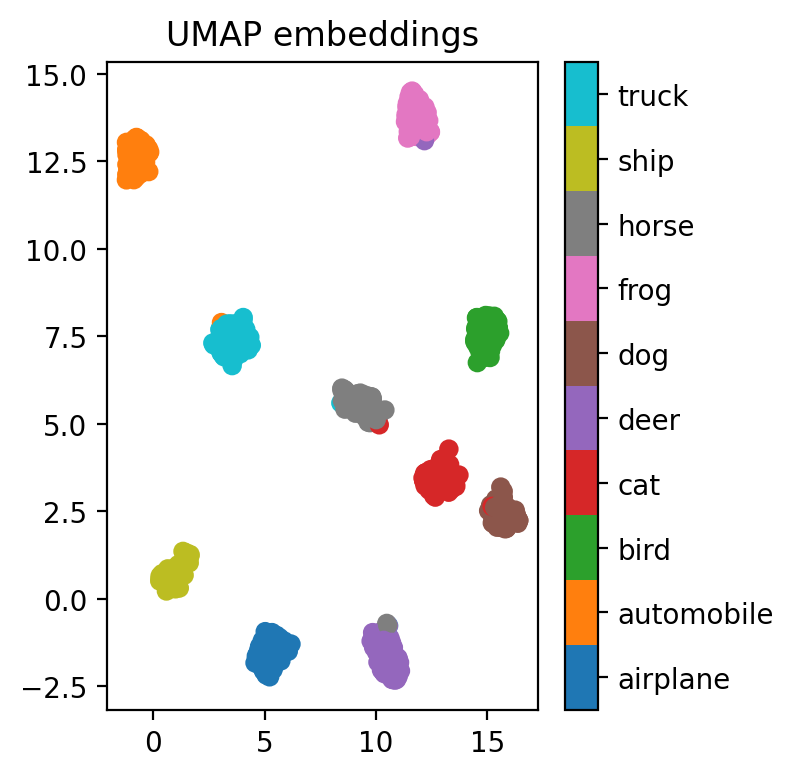 UMAP embeddings
15.0
12.5
10.0
7.5
5.0
2.5
0.0
−2.5
0 5 10 15
truck
ship
horse
frog
dog
deer
cat
bird
automobile
airplane